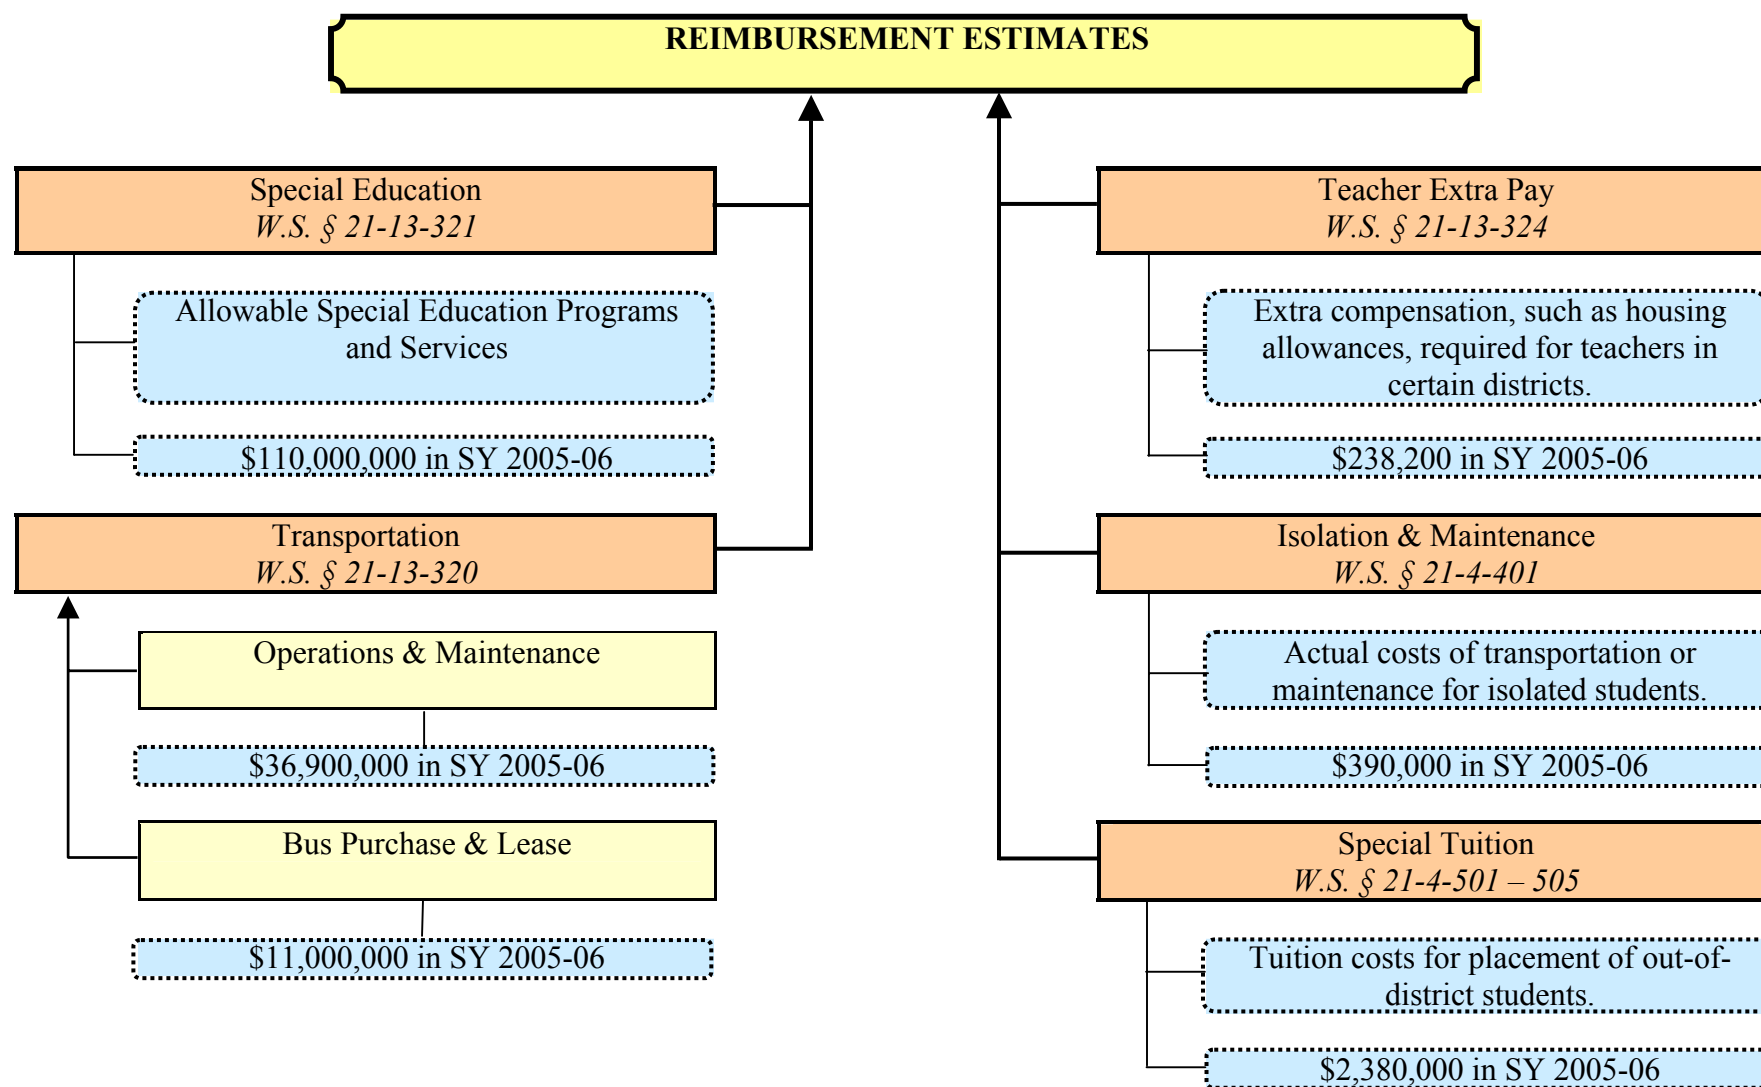 REIMBURSEMENT ESTIMATES
Special Education
W.S. § 21-13-321
Allowable Special Education Programs
and Services
$110,000,000 in SY 2005-06
Transportation
W.S. § 21-13-320
Operations & Maintenance
$36,900,000 in SY 2005-06
Bus Purchase & Lease
$11,000,000 in SY 2005-06
Teacher Extra Pay
W.S. § 21-13-324
Extra compensation, such as housing
allowances, required for teachers in
certain districts.
$238,200 in SY 2005-06
Isolation & Maintenance
W.S. § 21-4-401
Actual costs of transportation or
maintenance for isolated students.
$390,000 in SY 2005-06
Special Tuition
W.S. § 21-4-501 – 505
Tuition costs for placement of out-of-
district students.
$2,380,000 in SY 2005-06